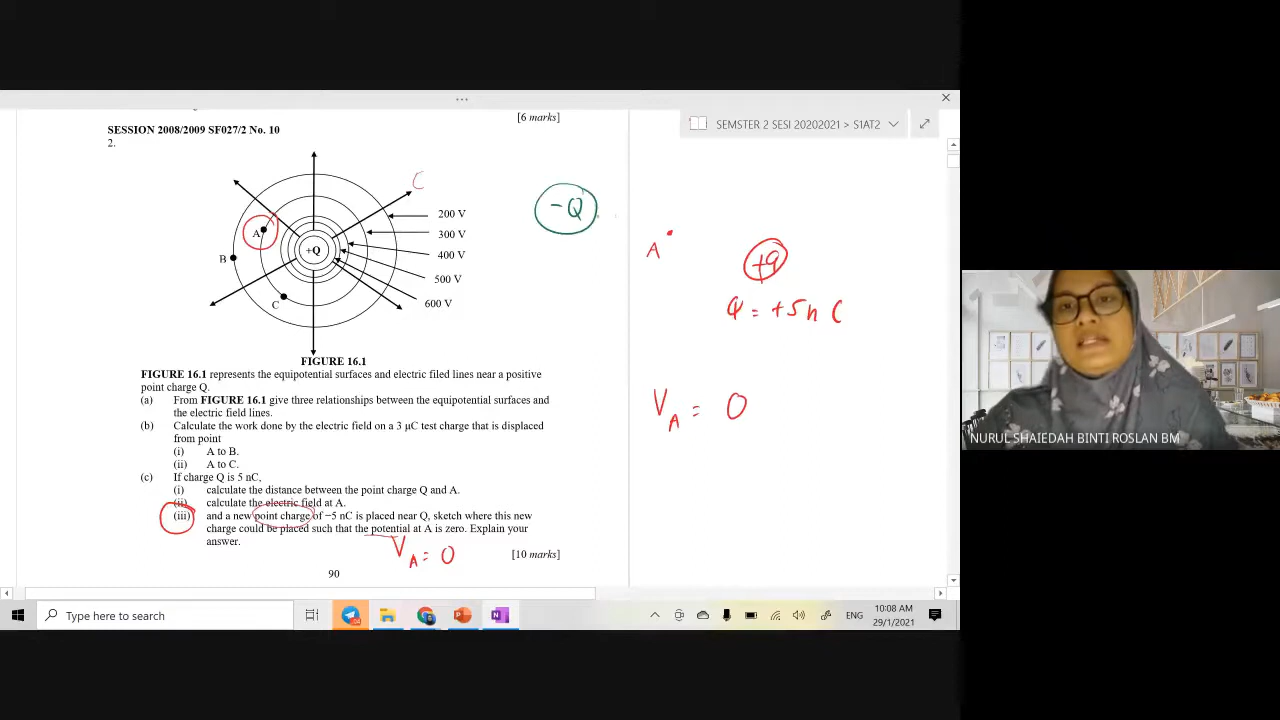 [6 marks]
SESSION 2008/2009 SF027/2 No. 10
2.
C
- Q
200 V
300 V
400 V
500 V
600 V
A
B
C
+Q
FIGURE 16.1
FIGURE 16.1 represents the equipotential surfaces and electric filed lines near a positive
point charge Q.
(a) From FIGURE 16.1 give three relationships between the equipotential surfaces and
the electric field lines.
(b) Calculate the work done by the electric field on a 3 μC test charge that is displaced
from point
(i) A to B.
(ii) A to C.
(c) If charge Q is 5 nC,
(i) calculate the distance between the point charge Q and A.
(ii) calculate the electric field at A.
(iii) and a new point charge of −5 nC is placed near Q, sketch where this new
charge could be placed such that the potential at A is zero. Explain your
answer.
V_A = 0
[10 marks]
90
SEMSTER 2 SESI 20202021 > S1AT2
A
+Q
Q = +5n C
V_A = 0
NURUL SHAIEDAH BINTI ROSLAN BM
Type here to search
ENG
10:08 AM
29/1/2021